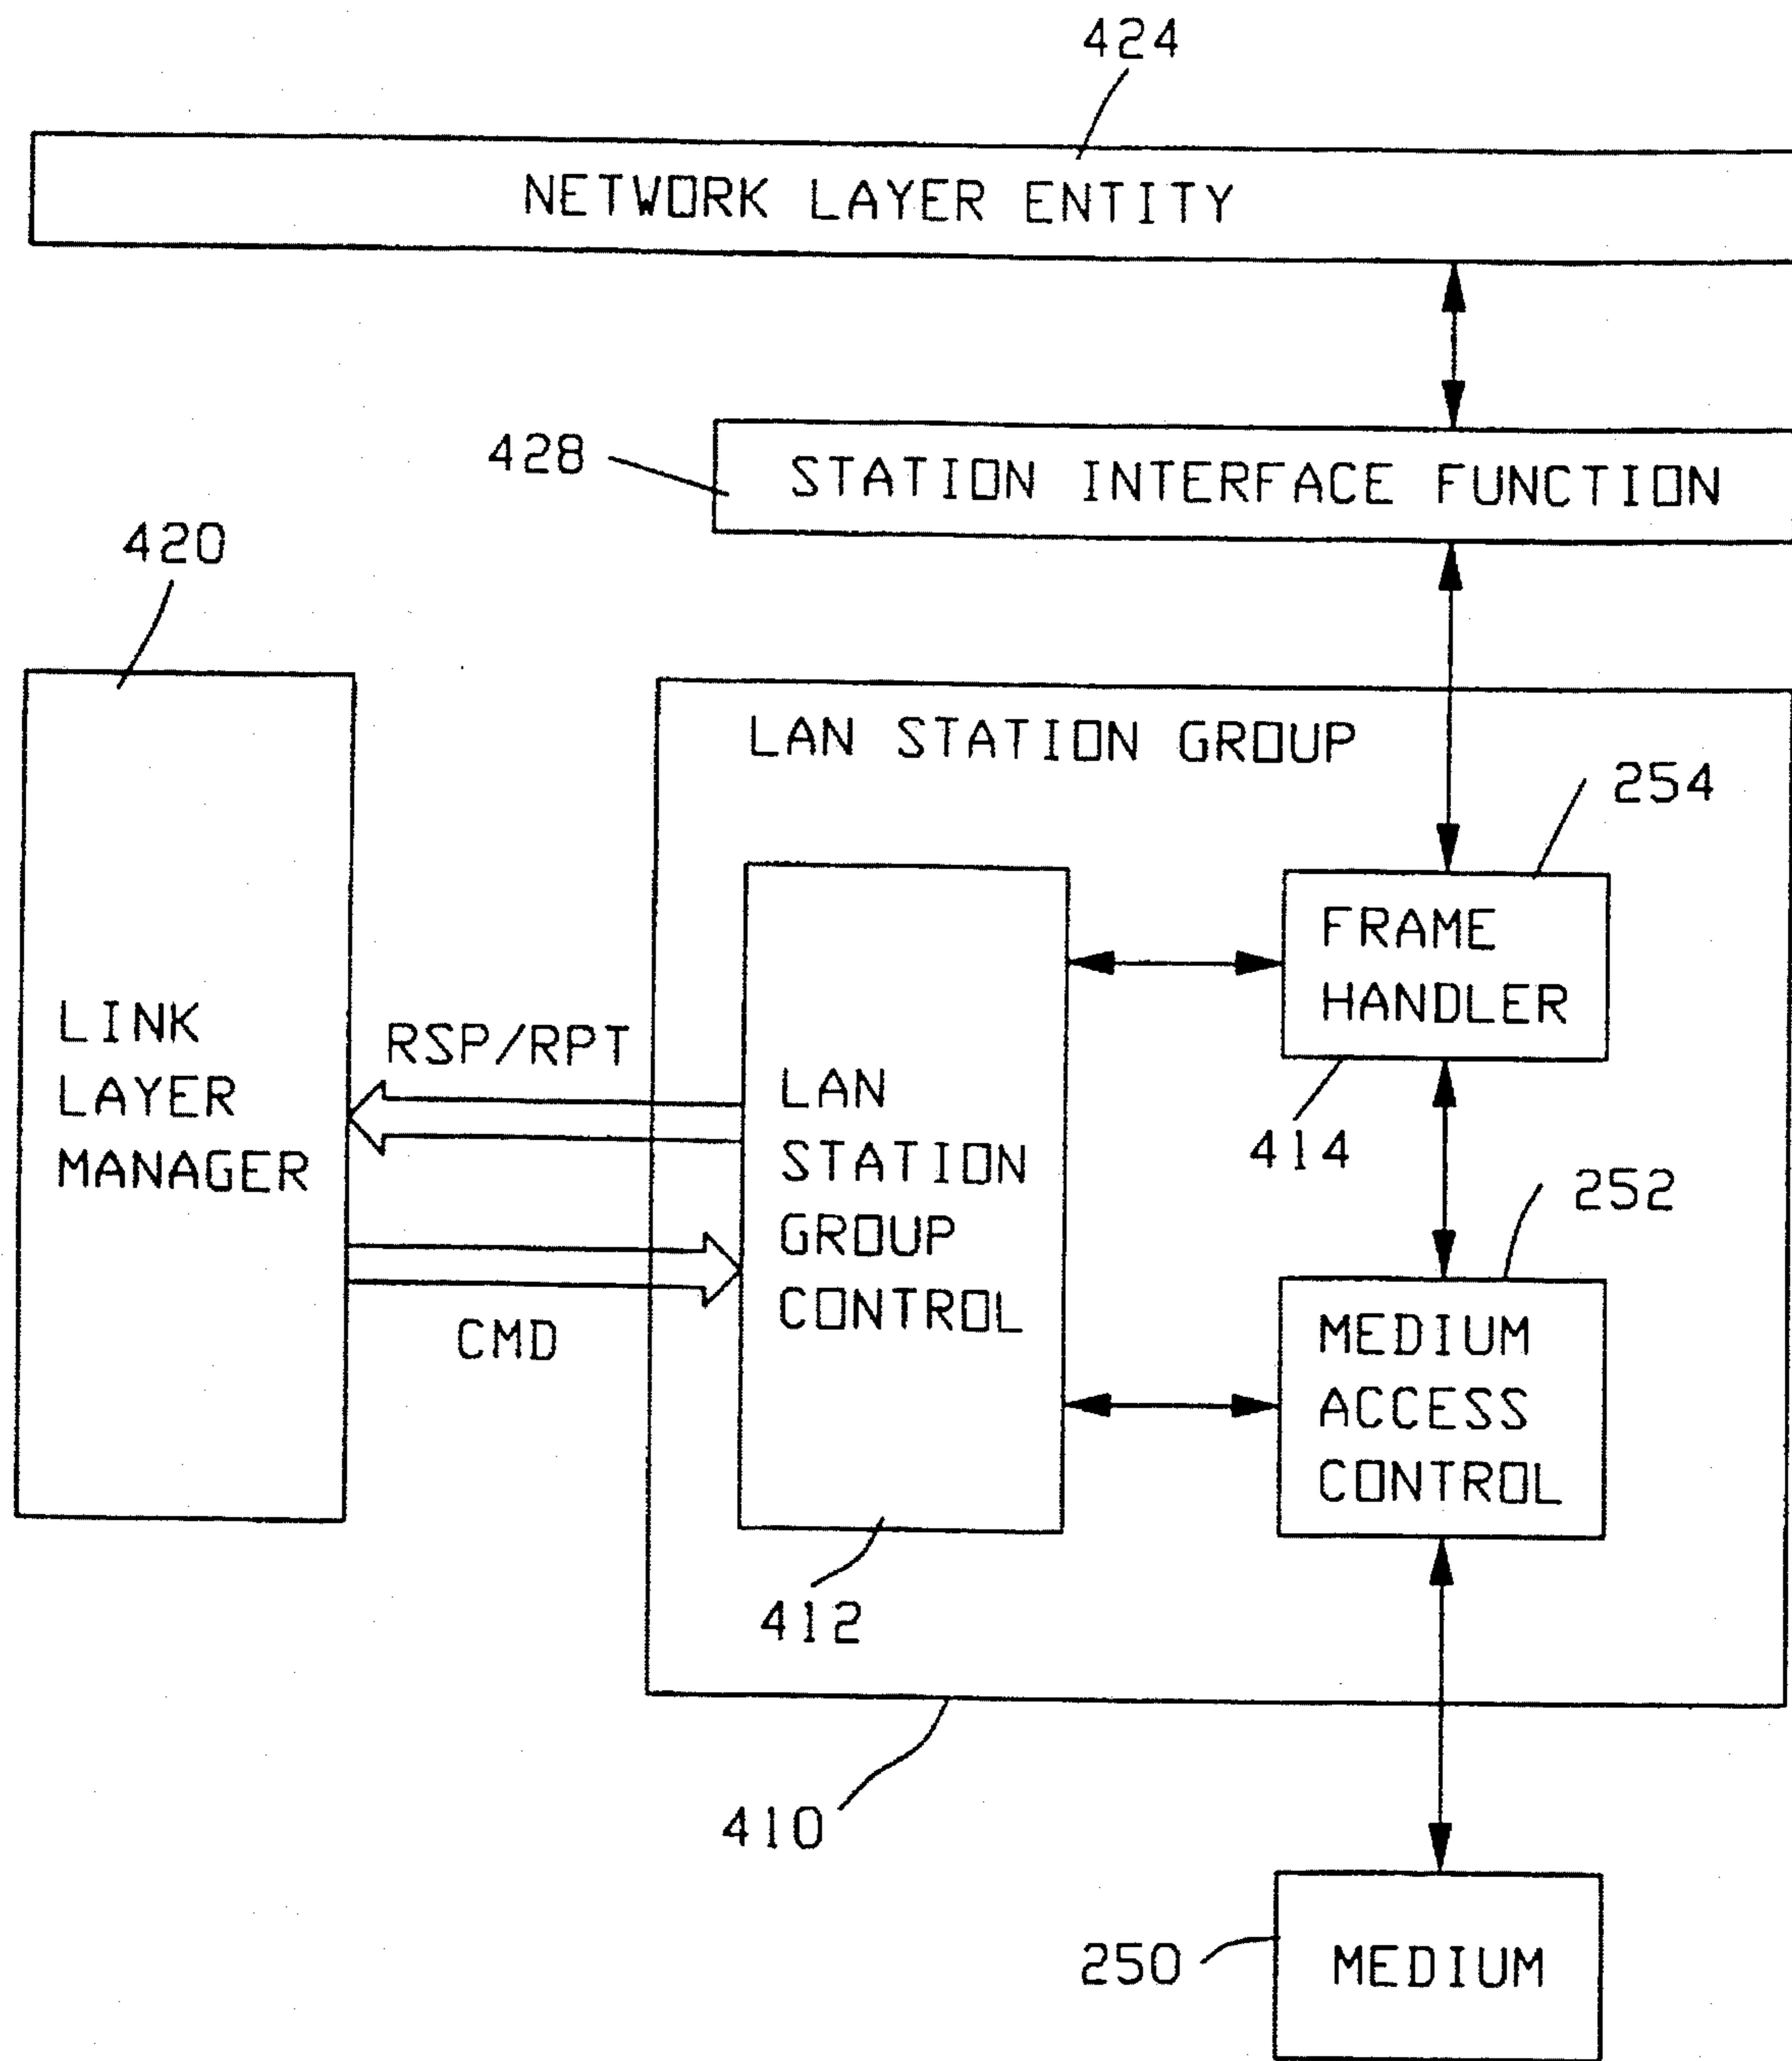 424
NETWORK LAYER ENTITY
428
STATION INTERFACE FUNCTION
420
LAN STATION GROUP
254
FRAME
HANDLER
414
LINK
LAYER
MANAGER
RSP/RPT
CMD
LAN
STATION
GROUP
CONTROL
412
252
MEDIUM
ACCESS
CONTROL
410
250
MEDIUM